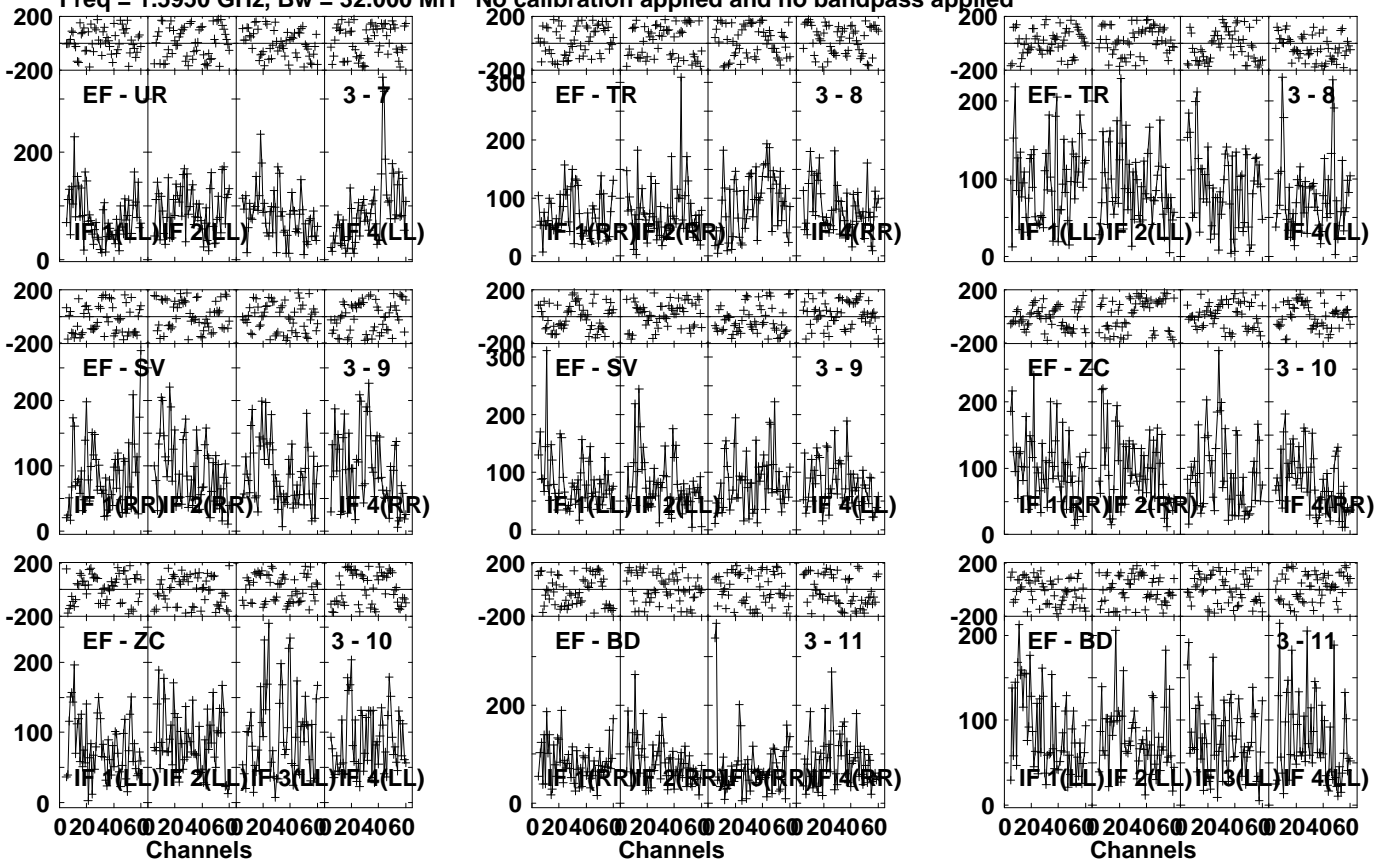 Freq = 1.5950 GHz, Bw = 32.000 MH No calibration applied and no bandpass applied
200
-200
EF - UR 3 - 7
200
IF 1(LL) IF 2(LL) IF 4(LL)
0
200
-200
300
EF - TR 3 - 8
200
100
IF 1(RR) IF 2(RR) IF 4(RR)
0
200
-200
EF - TR 3 - 8
200
100
IF 1(LL) IF 2(LL) IF 4(LL)
0
200
-200
EF - SV 3 - 9
200
100
IF 1(RR) IF 2(RR) IF 4(RR)
0
200
-200
300
EF - SV 3 - 9
200
100
IF 1(LL) IF 2(LL) IF 4(LL)
0
200
-200
EF - ZC 3 - 10
200
100
IF 1(RR) IF 2(RR) IF 4(RR)
0
200
-200
EF - ZC 3 - 10
200
100
IF 1(LL) IF 2(LL) IF 3(LL) IF 4(LL)
0
0 20 40 60 0 20 40 60 0 20 40 60 0 20 40 60
Channels
200
-200
EF - BD 3 - 11
200
IF 1(RR) IF 2(RR) IF 3(RR) IF 4(RR)
0
0 20 40 60 0 20 40 60 0 20 40 60 0 20 40 60
Channels
200
-200
EF - BD 3 - 11
200
100
IF 1(LL) IF 2(LL) IF 3(LL) IF 4(LL)
0
0 20 40 60 0 20 40 60 0 20 40 60 0 20 40 60
Channels